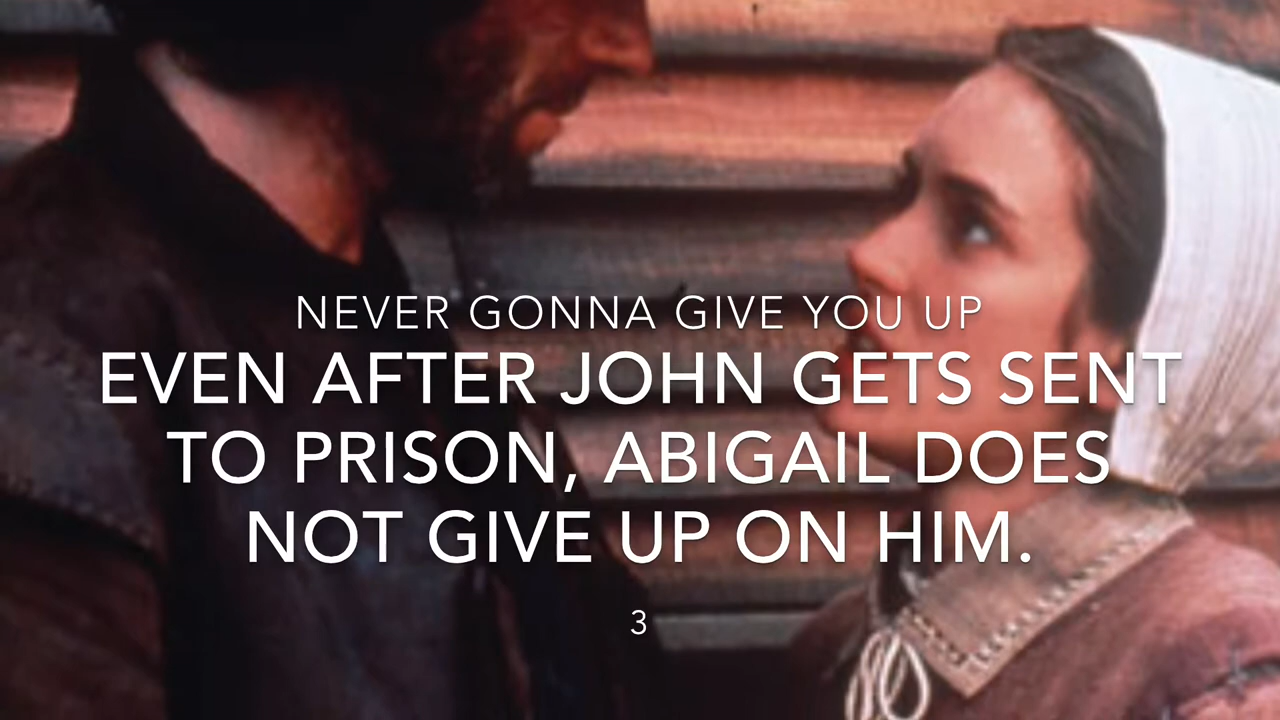 NEVER GONNA GIVE YOU UP
EVEN AFTER JOHN GETS SENT
TO PRISON, ABIGAIL DOES
NOT GIVE UP ON HIM.
3